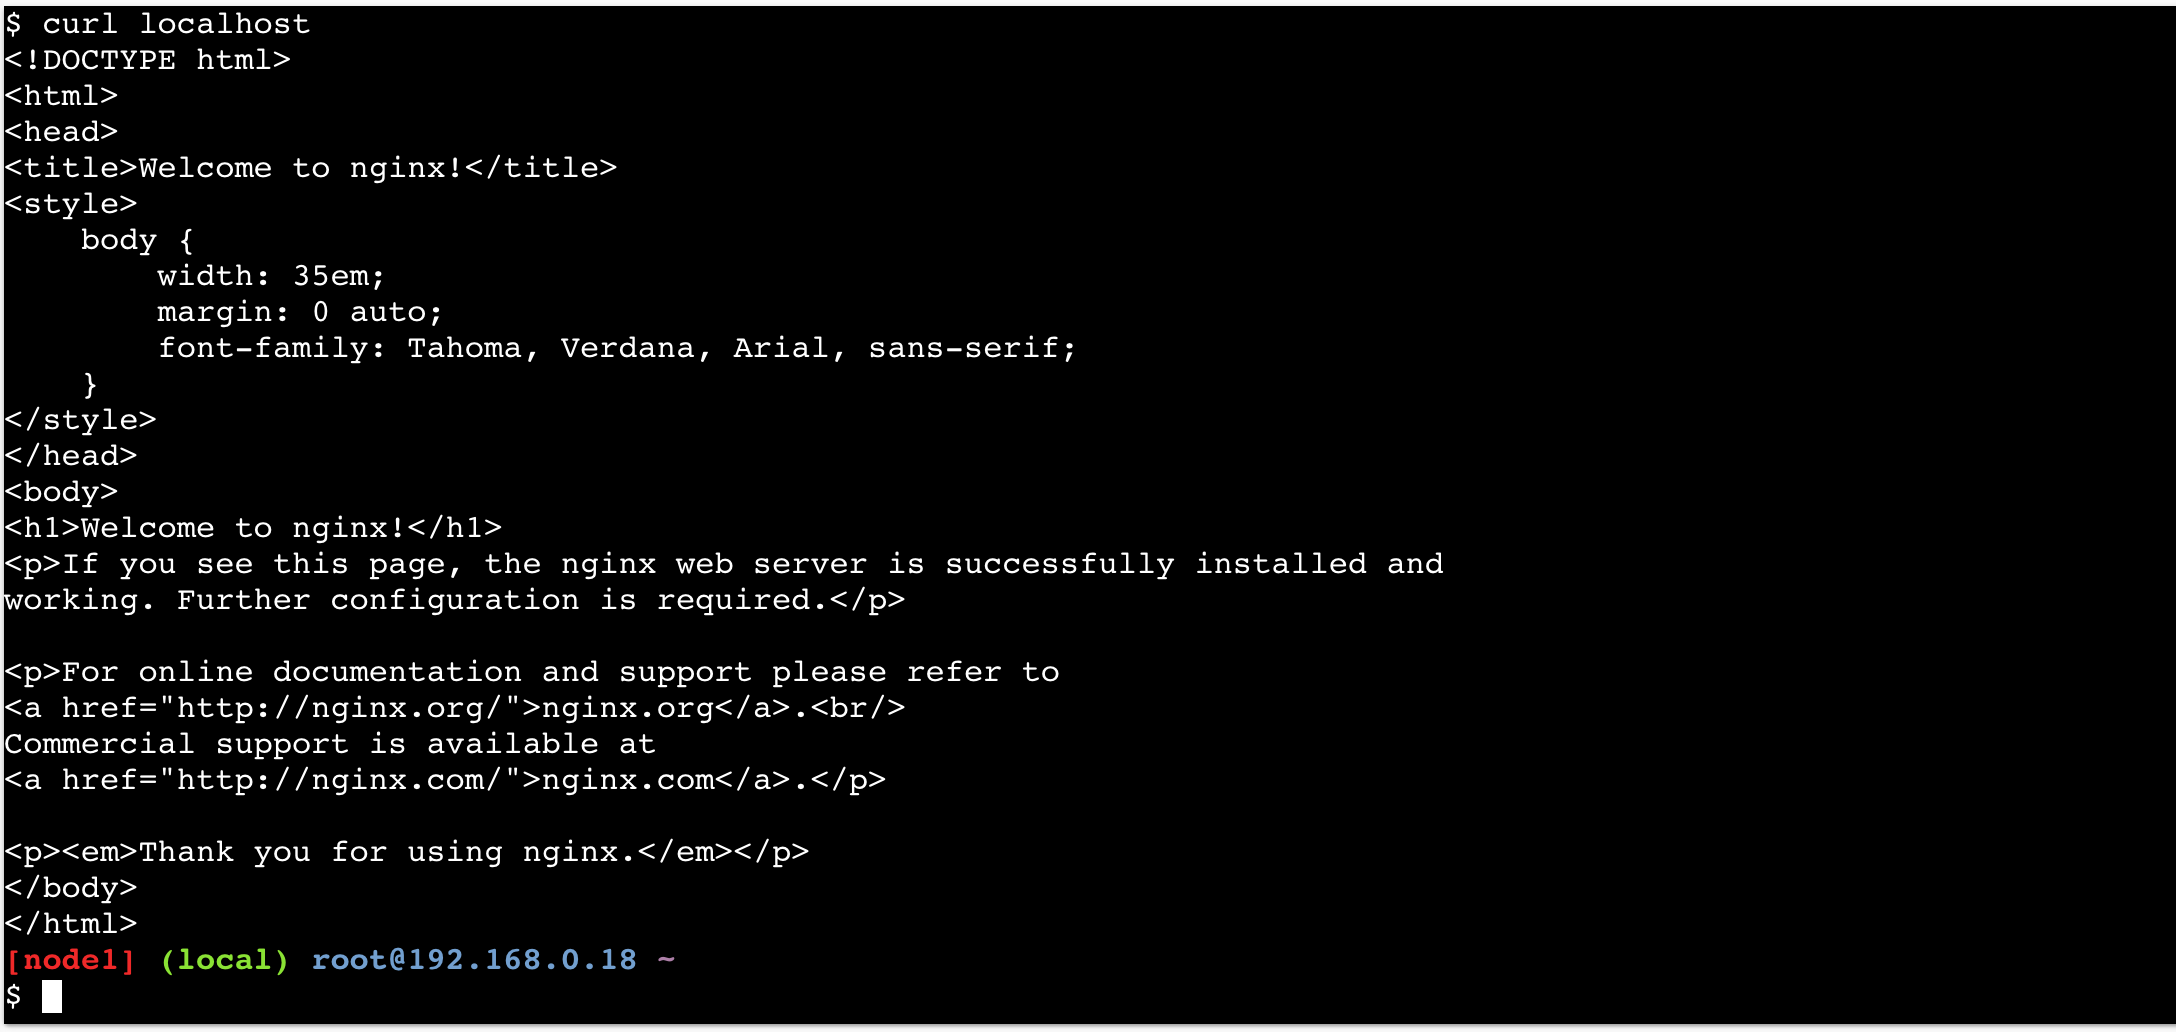 $ curl localhost
<!DOCTYPE html>
<html>
<head>
<title>Welcome to nginx!</title>
<style>
    body {
        width: 35em;
        margin: 0 auto;
        font-family: Tahoma, Verdana, Arial, sans-serif;
    }
</style>
</head>
<body>
<h1>Welcome to nginx!</h1>
<p>If you see this page, the nginx web server is successfully installed and
working. Further configuration is required.</p>

<p>For online documentation and support please refer to
<a href="http://nginx.org/">nginx.org</a>.<br/>
Commercial support is available at
<a href="http://nginx.com/">nginx.com</a>.</p>

<p><em>Thank you for using nginx.</em></p>
</body>
</html>
[node1] (local) root@192.168.0.18 ~
$